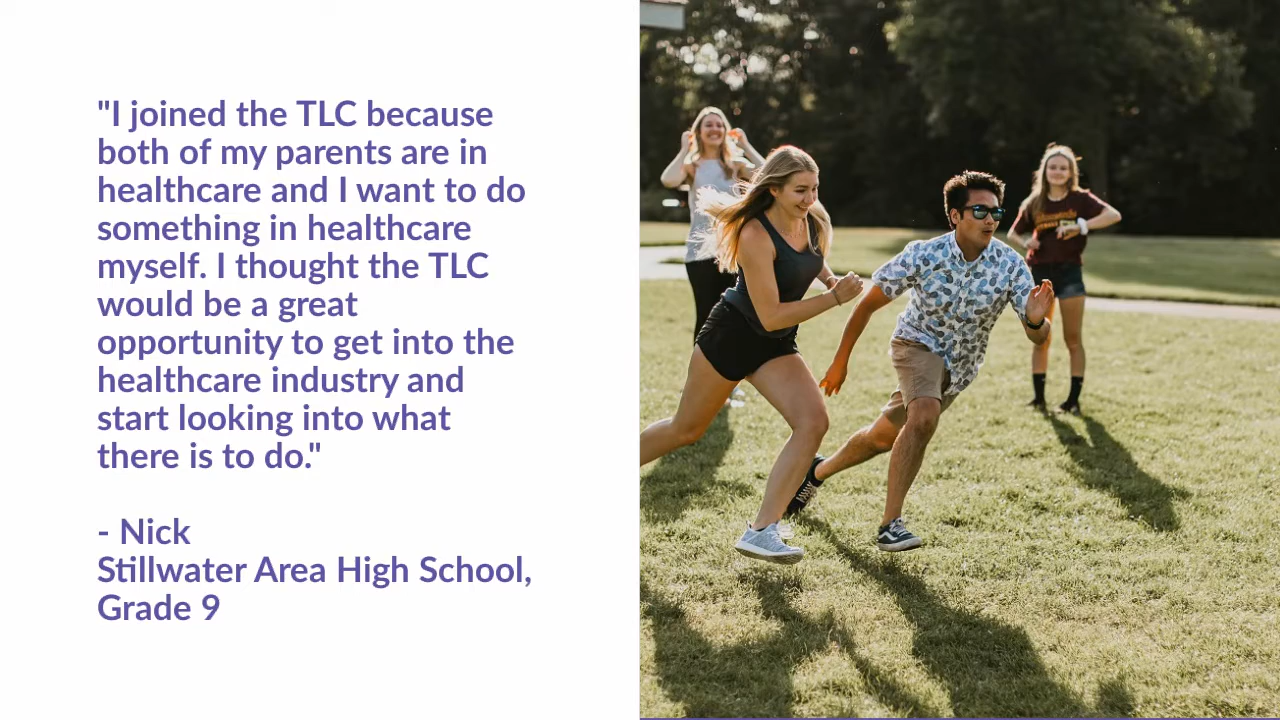 "I joined the TLC because
both of my parents are in
healthcare and I want to do
something in healthcare
myself. I thought the TLC
would be a great
opportunity to get into the
healthcare industry and
start looking into what
there is to do."
- Nick
Stillwater Area High School,
Grade 9